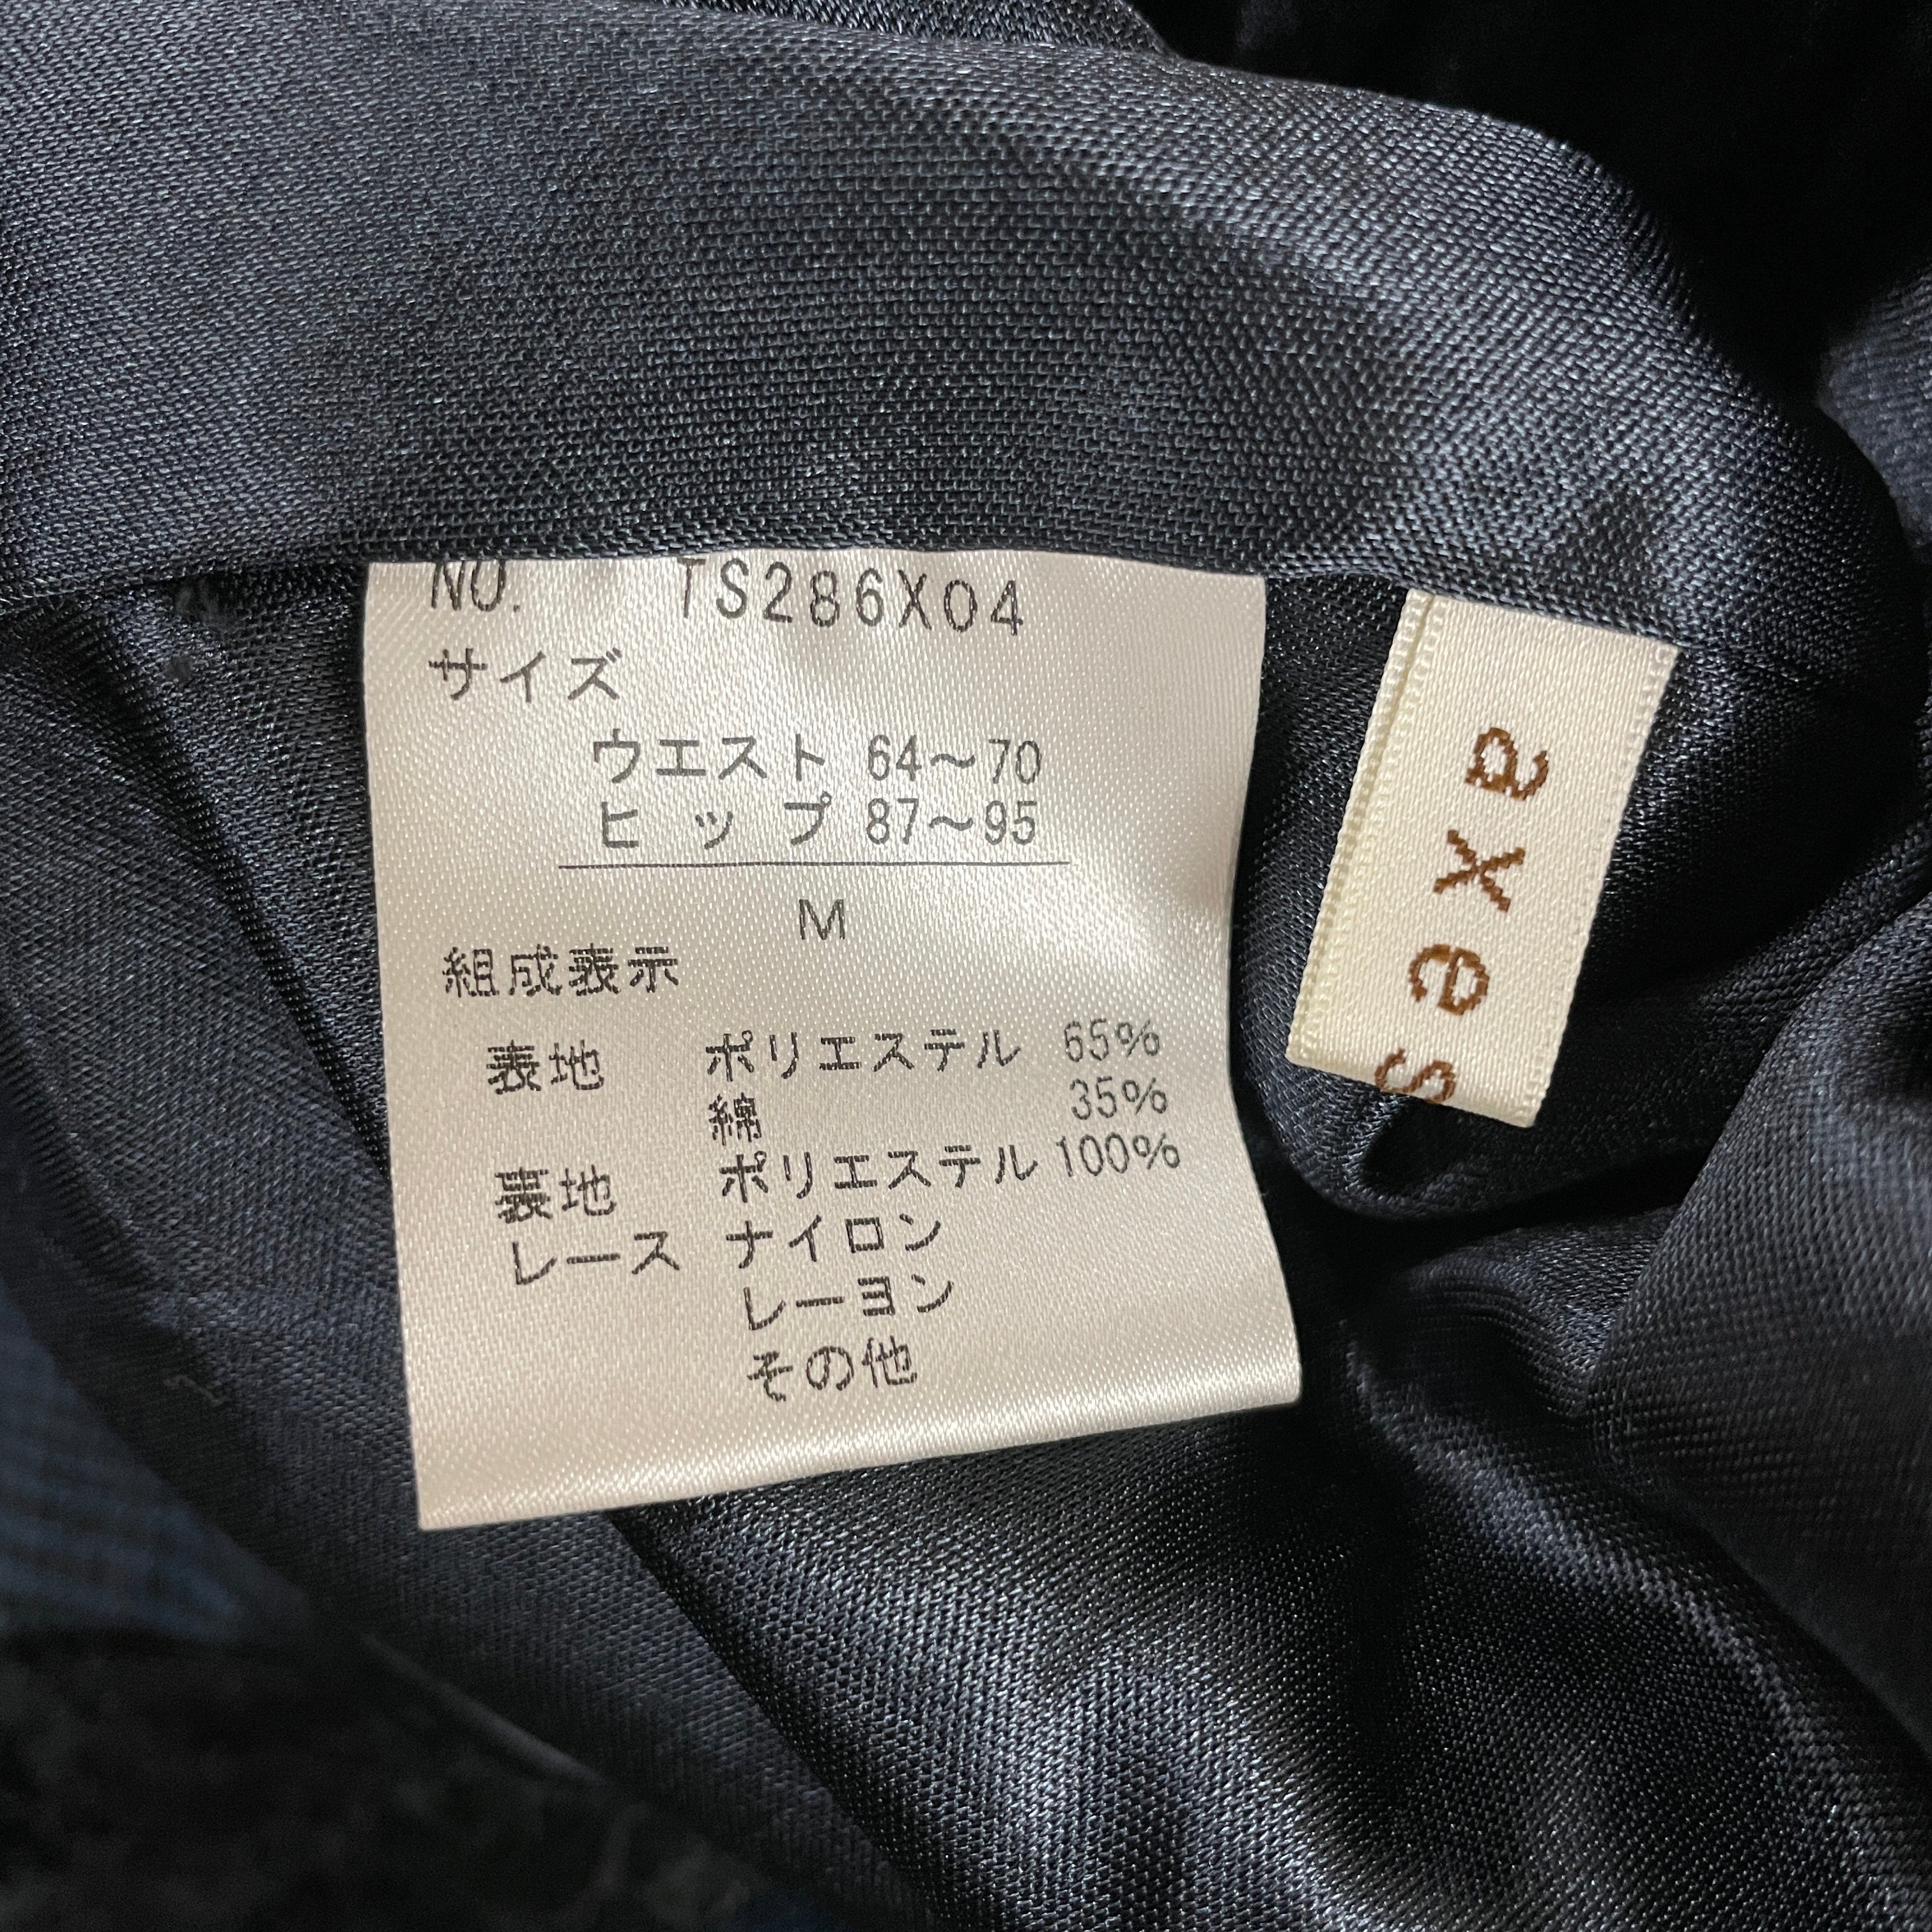 NO. TS286X04
サイズ
ウエスト 64～70
ヒップ 87～95
M
組成表示
表地 ポリエステル 65%
綿 35%
裏地 ポリエステル 100%
レース ナイロン
レーヨン
その他
axes